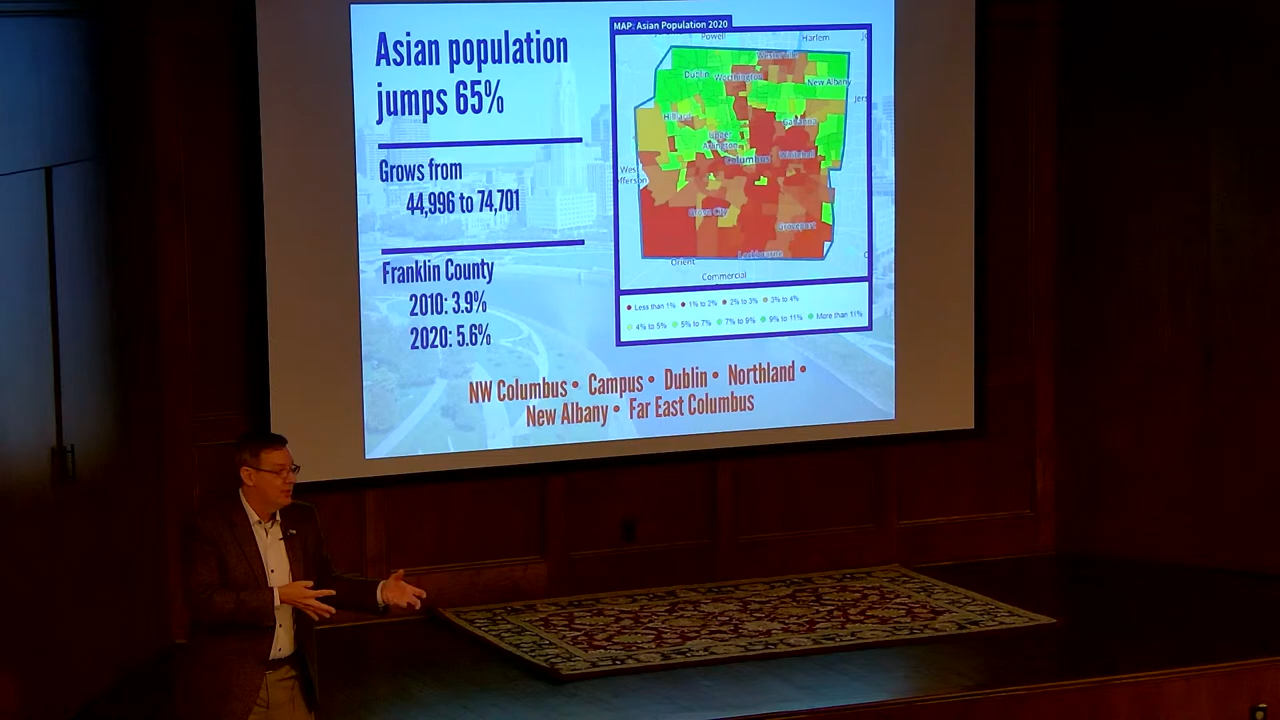 Asian population
jumps 65%
Grows from
44,996 to 74,701
Franklin County
2010: 3.9%
2020: 5.6%
NW Columbus • Campus • Dublin • Northland •
New Albany • Far East Columbus
MAP: Asian Population 2020
Powell
Harlem
Westerville
Dublin
Worthington
New Albany
Jers
Hilliard
Gahanna
Upper
Arlington
Columbus
Whitehall
Wes
fferson
Grove City
Groveport
Lockbourne
Orient
Commercial
• Less than 1% • 1% to 2% • 2% to 3% • 3% to 4%
• 4% to 5% • 5% to 7% • 7% to 9% • 9% to 11% • More than 11%